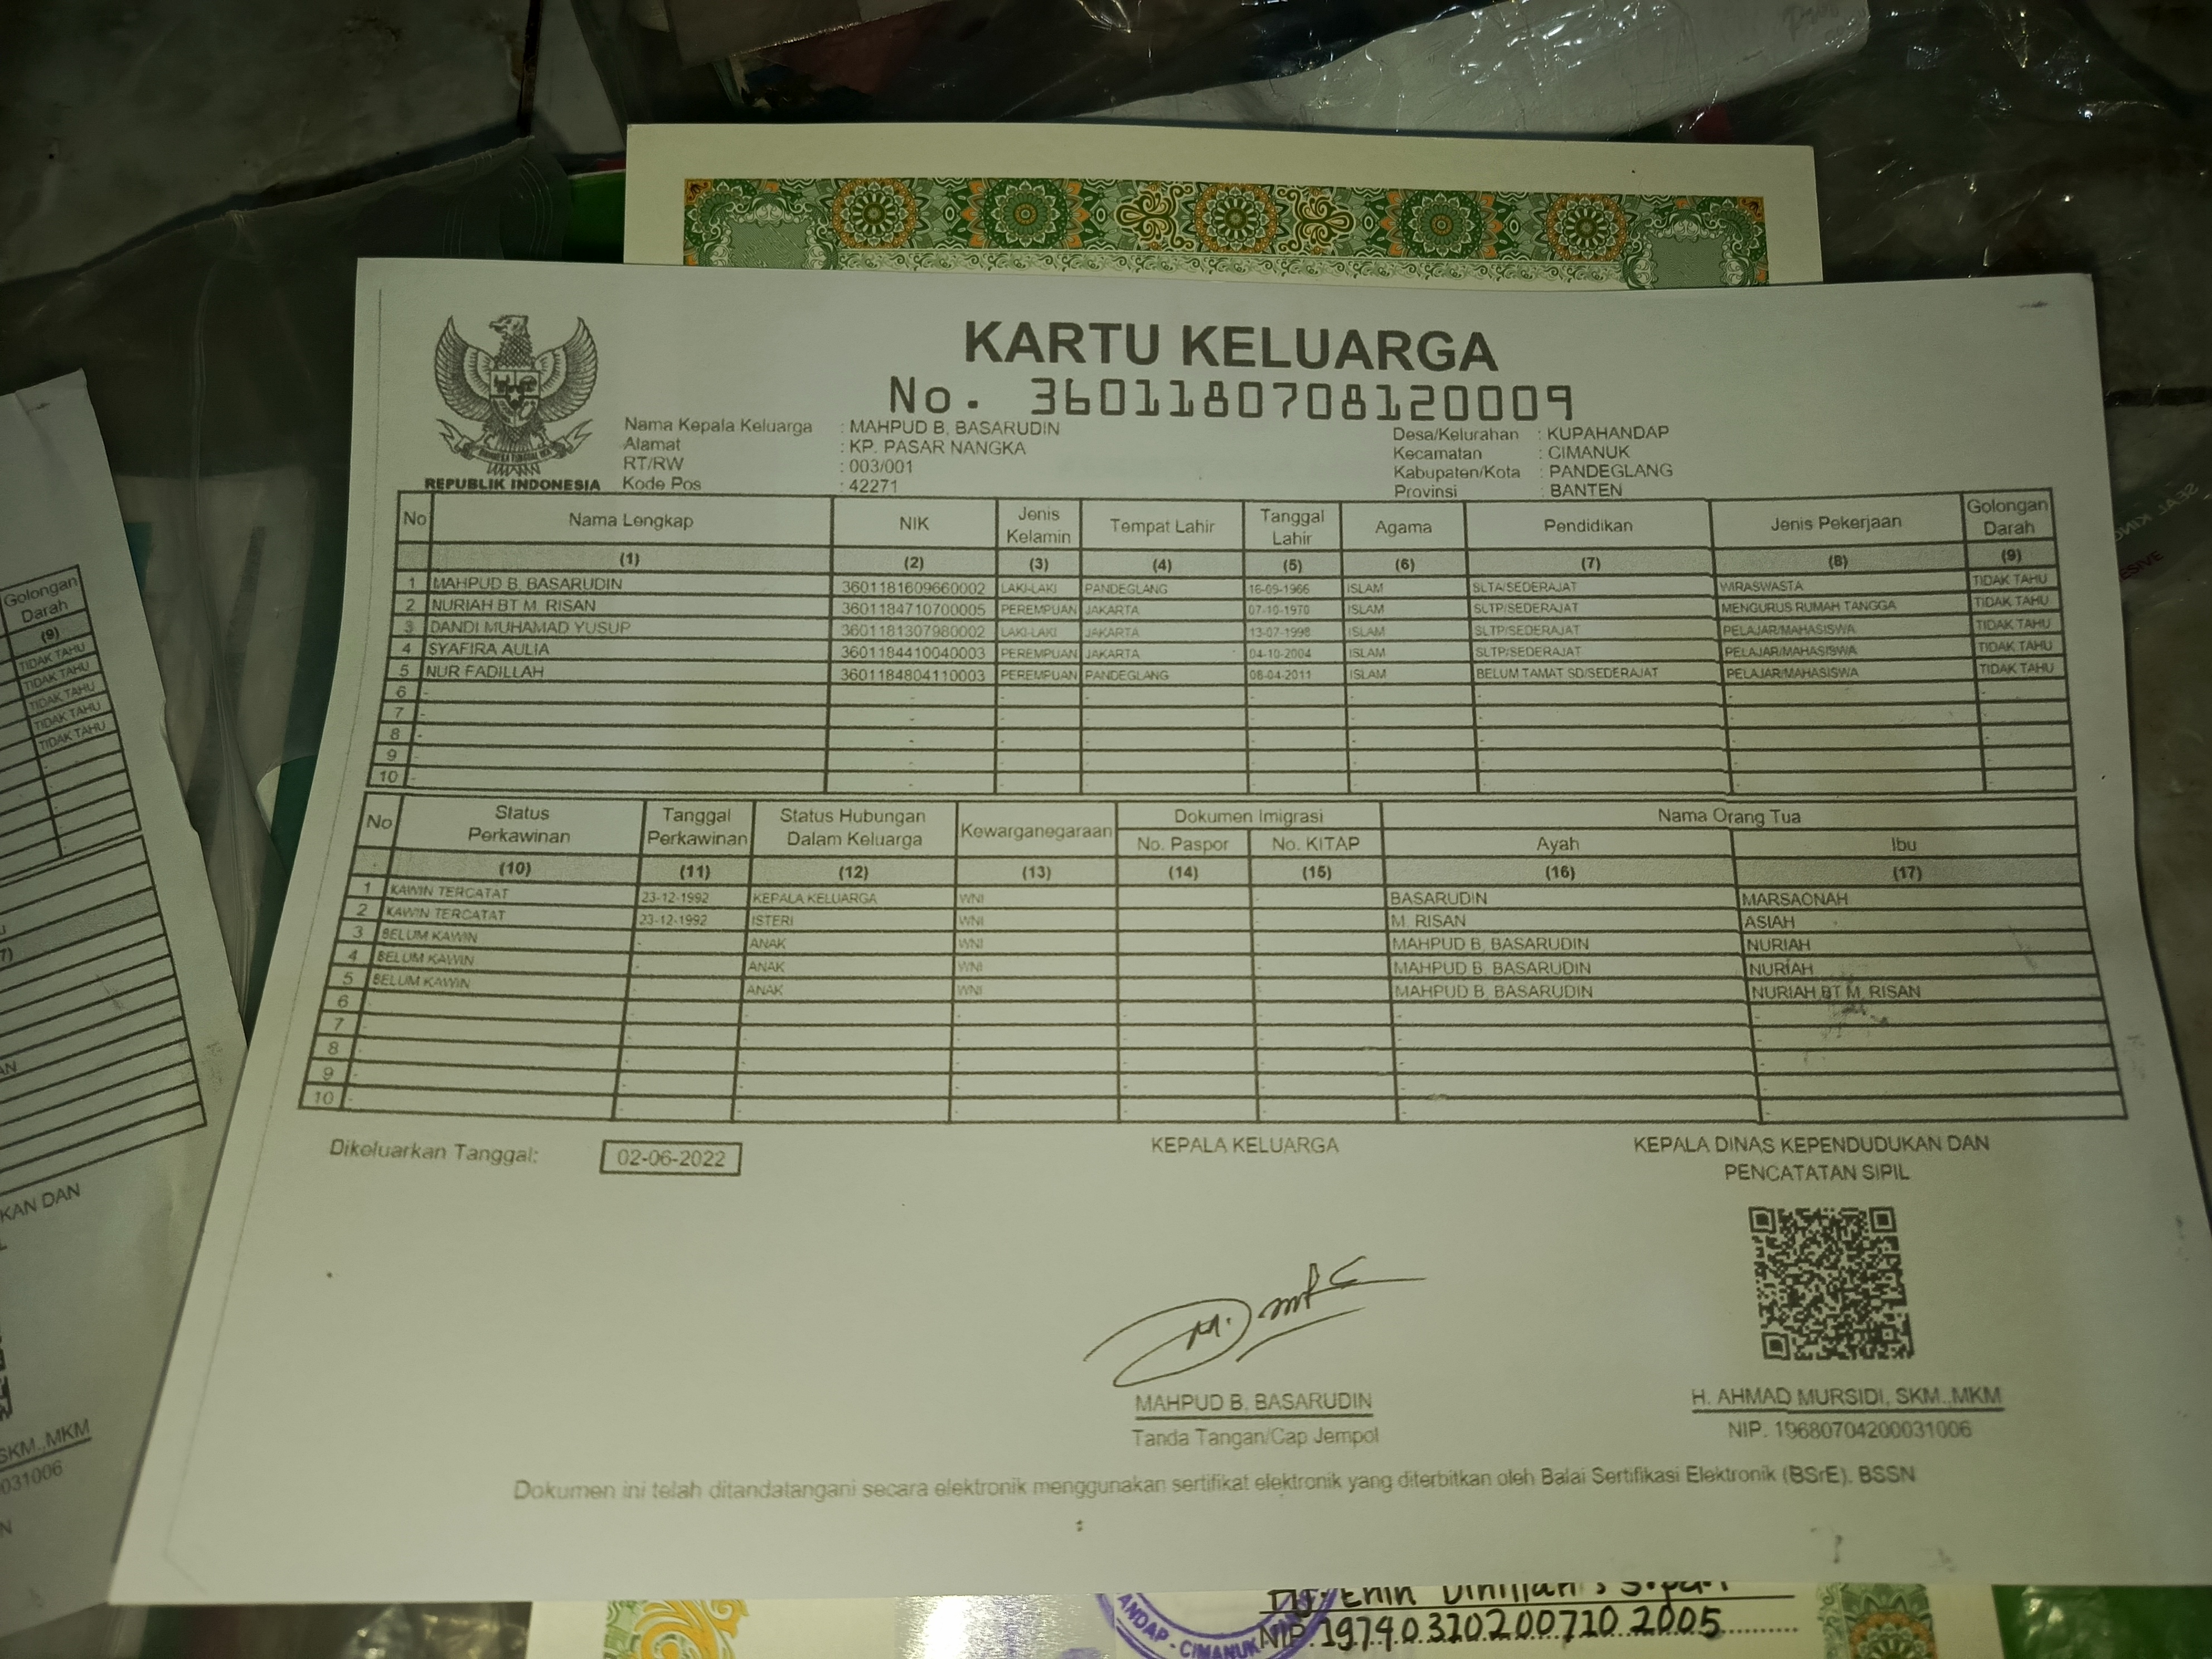 KARTU KELUARGA
No. 3601180708120009
Nama Kepala Keluarga : MAHPUD B. BASARUDIN
Alamat : KP. PASAR NANGKA
RT/RW : 003/001
Kode Pos : 42271
Desa/Kelurahan : KUPAHANDAP
Kecamatan : CIMANUK
Kabupaten/Kota : PANDEGLANG
Provinsi : BANTEN
REPUBLIK INDONESIA
No Nama Lengkap NIK Jenis Kelamin Tempat Lahir Tanggal Lahir Agama Pendidikan Jenis Pekerjaan Golongan Darah
(1) (2) (3) (4) (5) (6) (7) (8) (9)
1 MAHPUD B. BASARUDIN 3601181609660002 LAKI-LAKI PANDEGLANG 16-09-1966 ISLAM SLTA/SEDERAJAT WIRASWASTA TIDAK TAHU
2 NURIAH BT M. RISAN 3601184710700005 PEREMPUAN JAKARTA 07-10-1970 ISLAM SLTP/SEDERAJAT MENGURUS RUMAH TANGGA TIDAK TAHU
3 DANDI MUHAMAD YUSUP 3601181307980002 LAKI-LAKI JAKARTA 13-07-1998 ISLAM SLTP/SEDERAJAT PELAJAR/MAHASISWA TIDAK TAHU
4 SYAFIRA AULIA 3601184410040003 PEREMPUAN JAKARTA 04-10-2004 ISLAM SLTP/SEDERAJAT PELAJAR/MAHASISWA TIDAK TAHU
5 NUR FADILLAH 3601184804110003 PEREMPUAN PANDEGLANG 08-04-2011 ISLAM BELUM TAMAT SD/SEDERAJAT PELAJAR/MAHASISWA TIDAK TAHU
6 - - - - - - - - -
7 - - - - - - - - -
8 - - - - - - - - -
9 - - - - - - - - -
10 - - - - - - - - -
No Status Perkawinan Tanggal Perkawinan Status Hubungan Dalam Keluarga Kewarganegaraan Dokumen Imigrasi Nama Orang Tua
No. Paspor No. KITAP Ayah Ibu
(10) (11) (12) (13) (14) (15) (16) (17)
1 KAWIN TERCATAT 23-12-1992 KEPALA KELUARGA WNI - - BASARUDIN MARSAONAH
2 KAWIN TERCATAT 23-12-1992 ISTERI WNI - - M. RISAN ASIAH
3 BELUM KAWIN - ANAK WNI - - MAHPUD B. BASARUDIN NURIAH
4 BELUM KAWIN - ANAK WNI - - MAHPUD B. BASARUDIN NURIAH
5 BELUM KAWIN - ANAK WNI - - MAHPUD B. BASARUDIN NURIAH BT M. RISAN
6 - - - - - - - -
7 - - - - - - - -
8 - - - - - - - -
9 - - - - - - - -
10 - - - - - - - -
Dikeluarkan Tanggal: 02-06-2022
KEPALA KELUARGA
MAHPUD B. BASARUDIN
Tanda Tangan/Cap Jempol
KEPALA DINAS KEPENDUDUKAN DAN
PENCATATAN SIPIL
H. AHMAD MURSIDI, SKM.,MKM
NIP. 19680704200031006
Dokumen ini telah ditandatangani secara elektronik menggunakan sertifikat elektronik yang diterbitkan oleh Balai Sertifikasi Elektronik (BSrE), BSSN
Golongan
Darah
(9)
TIDAK TAHU
TIDAK TAHU
TIDAK TAHU
TIDAK TAHU
TIDAK TAHU
KAN DAN
SKM.,MKM
031006
ANDAP - CIMANUK
NIP. 19790310200710 2005